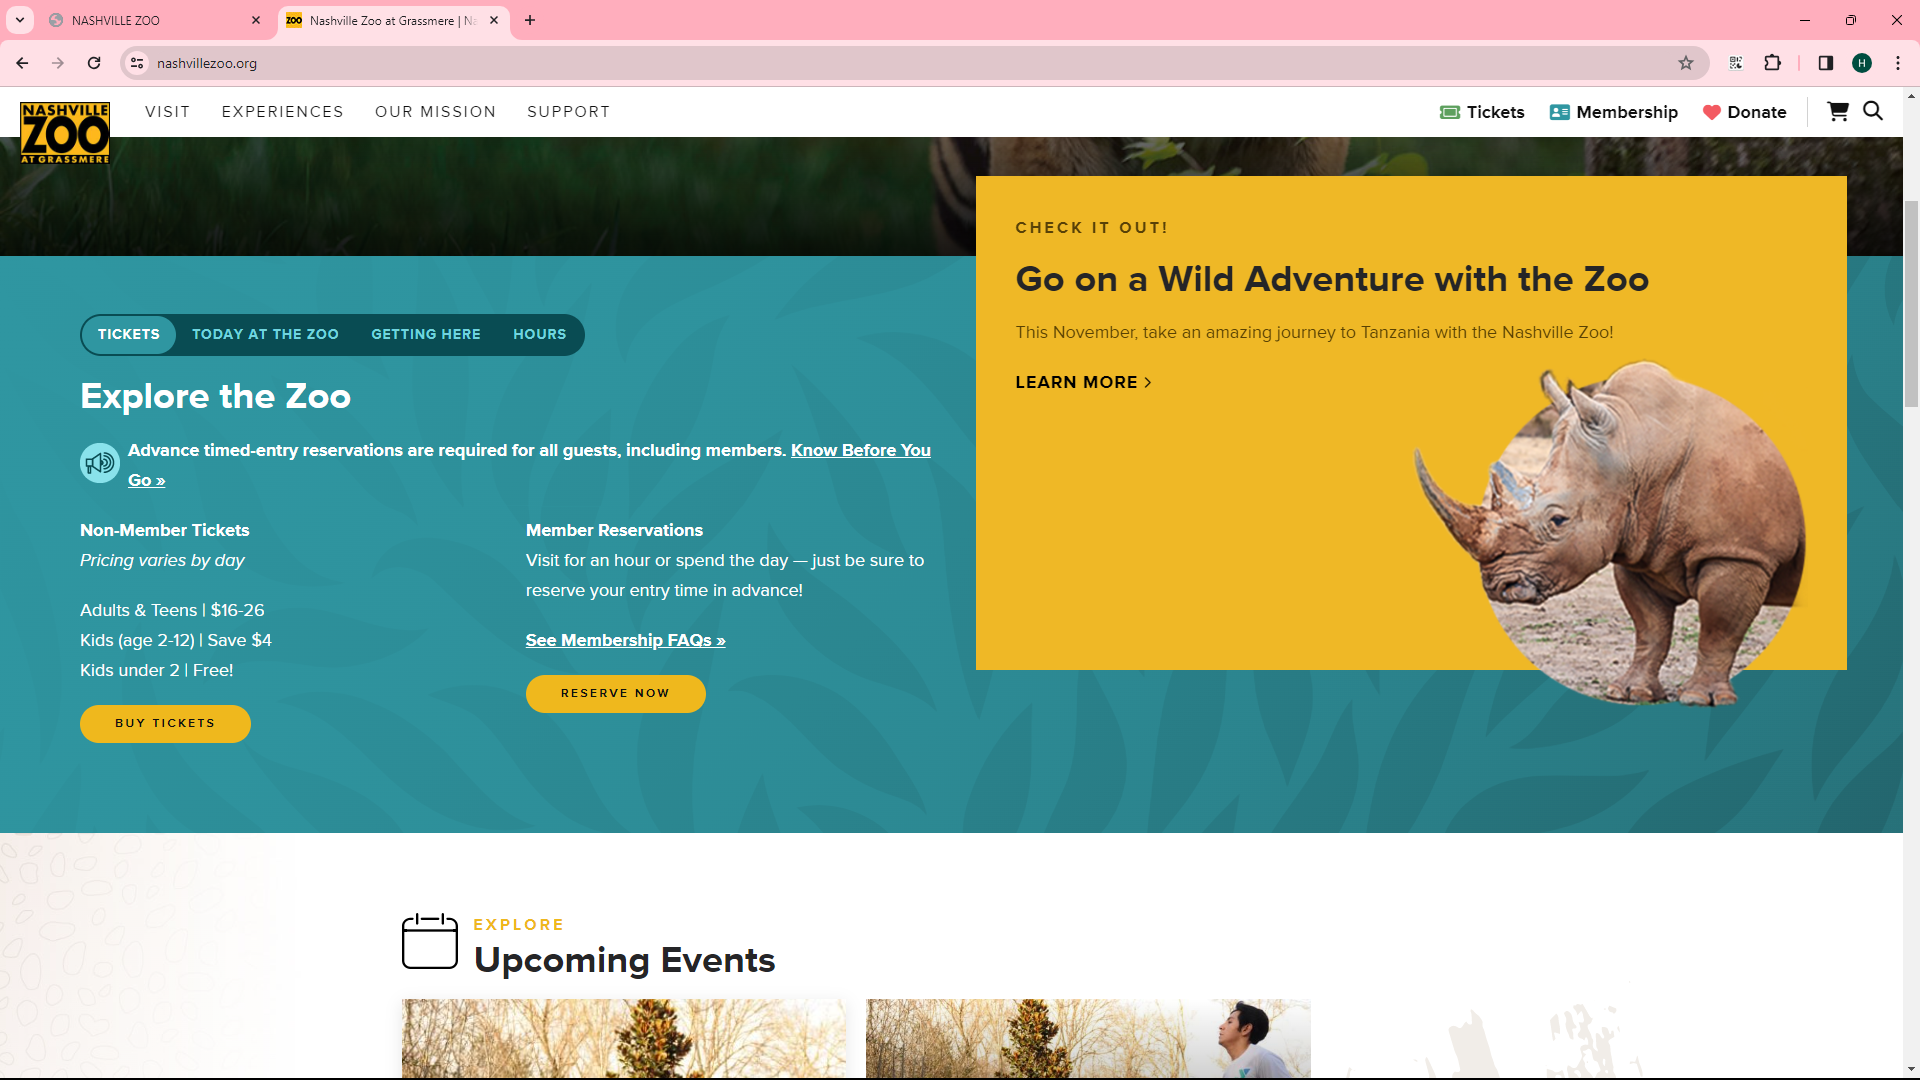 NASHVILLE ZOO
ZOO Nashville Zoo at Grassmere | Na
nashvillezoo.org
H
NASHVILLE
ZOO
AT GRASSMERE
VISIT EXPERIENCES OUR MISSION SUPPORT
Tickets Membership Donate
CHECK IT OUT!
Go on a Wild Adventure with the Zoo
This November, take an amazing journey to Tanzania with the Nashville Zoo!
LEARN MORE >
TICKETS TODAY AT THE ZOO GETTING HERE HOURS
Explore the Zoo
Advance timed-entry reservations are required for all guests, including members. Know Before You
Go »
Non-Member Tickets
Pricing varies by day
Adults & Teens | $16-26
Kids (age 2-12) | Save $4
Kids under 2 | Free!
BUY TICKETS
Member Reservations
Visit for an hour or spend the day — just be sure to
reserve your entry time in advance!
See Membership FAQs »
RESERVE NOW
EXPLORE
Upcoming Events